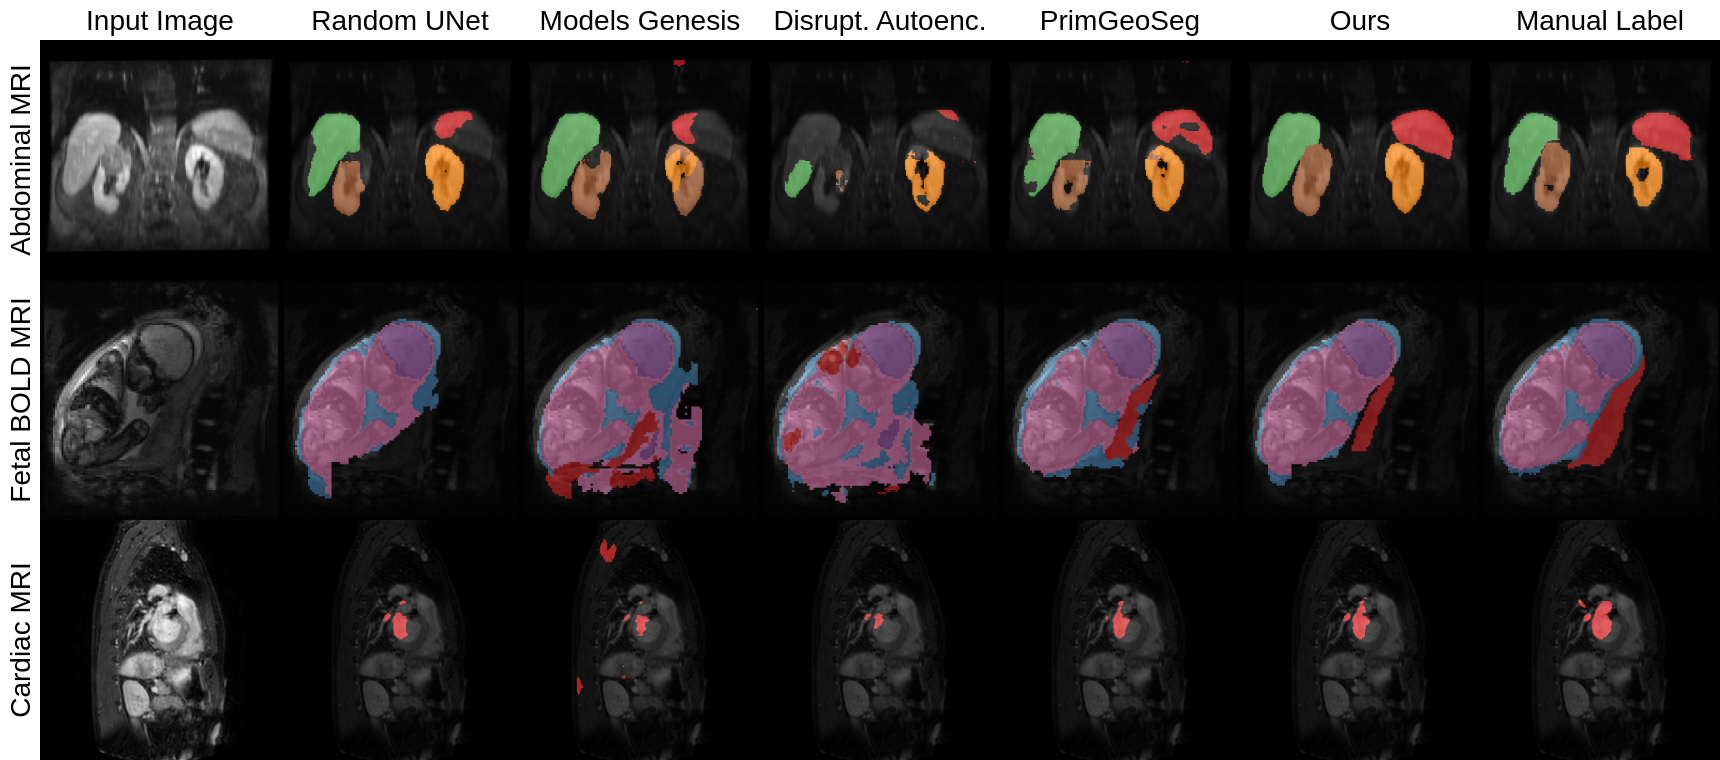 Input Image
Random UNet
Models Genesis
Disrupt. Autoenc.
PrimGeoSeg
Ours
Manual Label
Abdominal MRI
Fetal BOLD MRI
Cardiac MRI